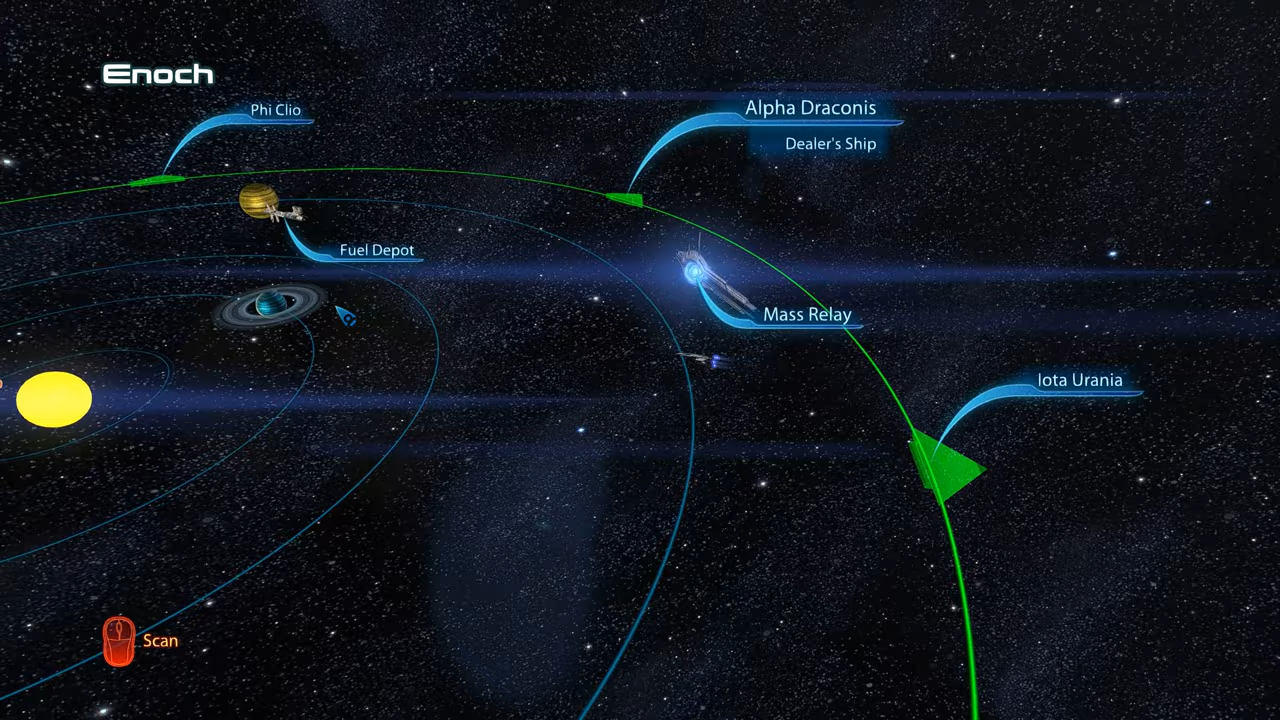 Enoch
Phi Clio
Alpha Draconis
Dealer's Ship
Fuel Depot
Mass Relay
Iota Urania
Scan